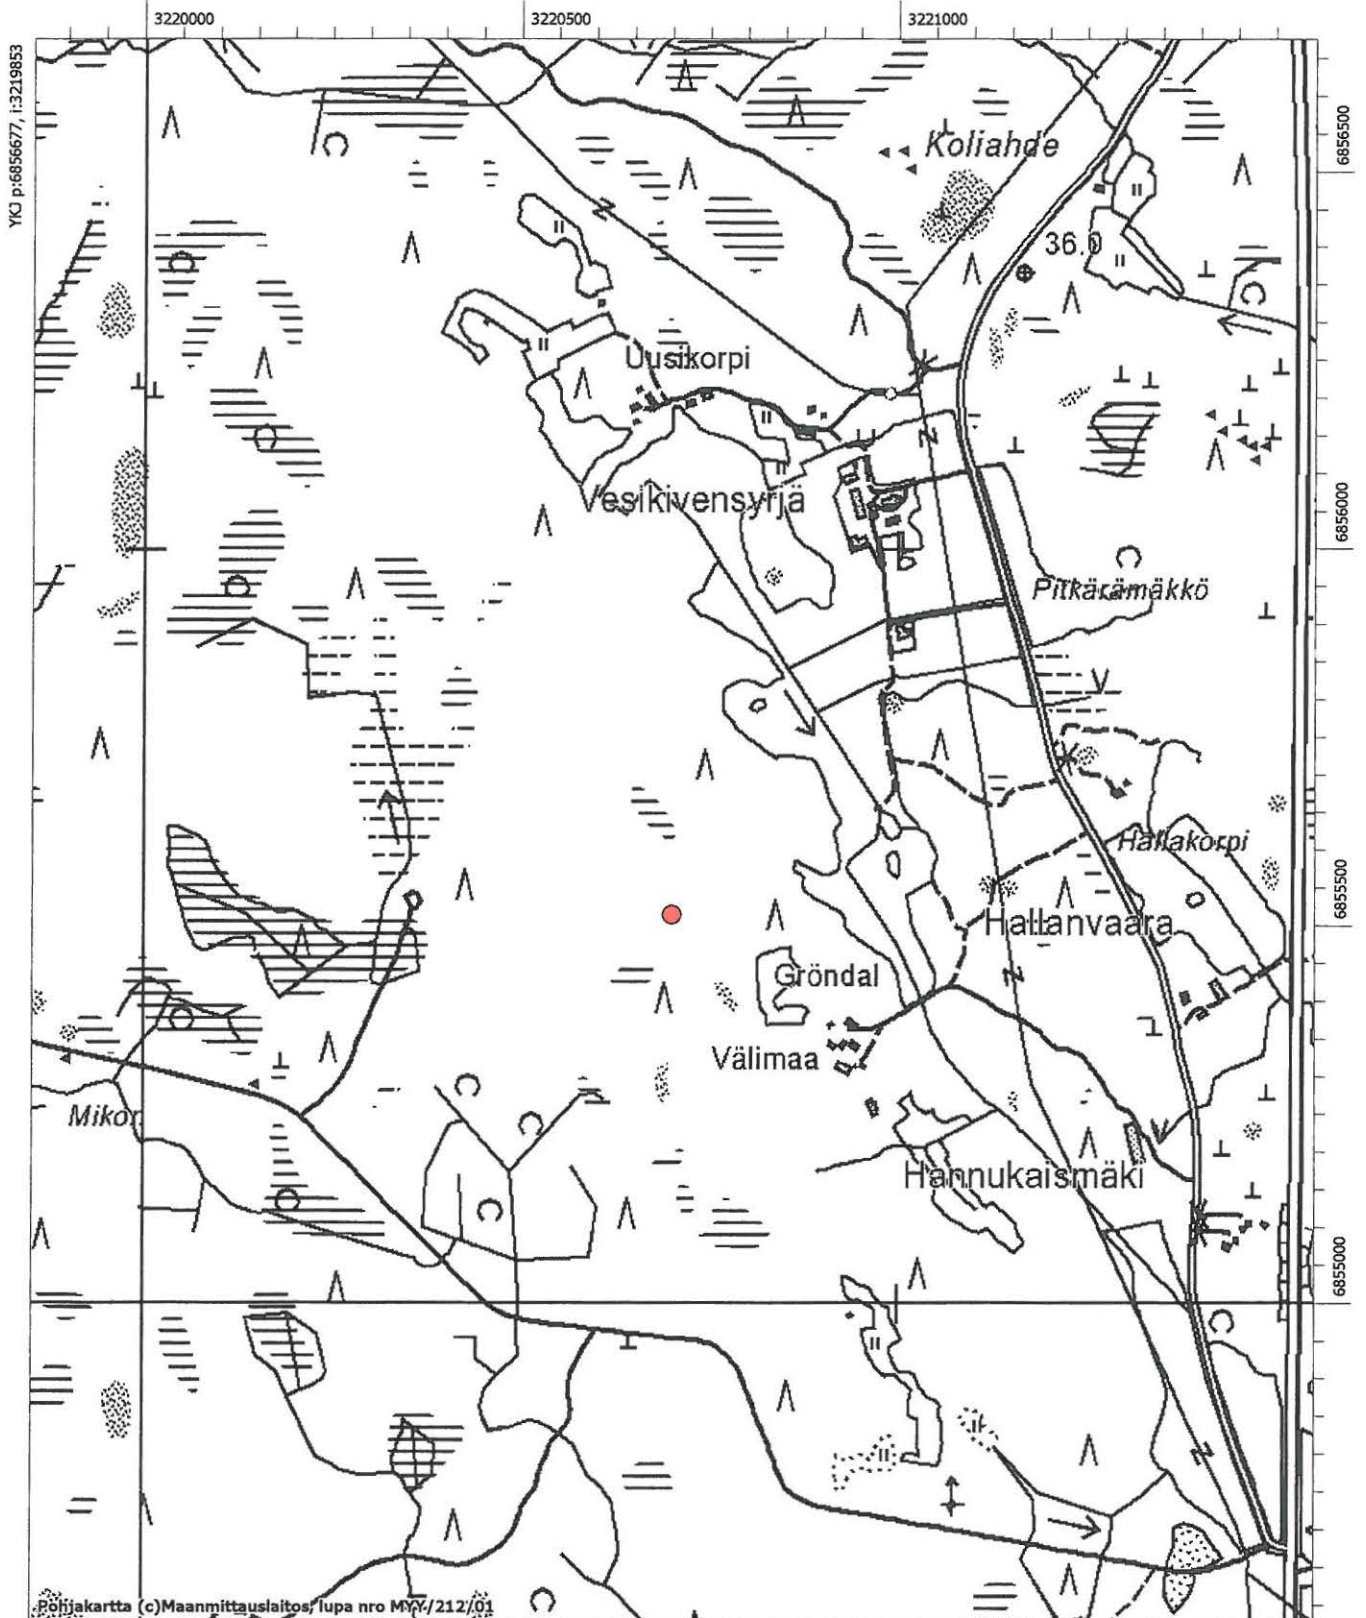 3220000
3220500
3221000
YKJ p:6856677, i:3219853
6856500
Koliahde
36.0
Uusikorpi
Vesikivensyrjä
6856000
Pitkärämäkkö
Hallakorpi
6855500
Hallanvaara
Gröndal
Välimaa
Mikor
Hannukaismäki
6855000
Pohjakartta (c)Maanmittauslaitos, lupa nro MYY/212/01